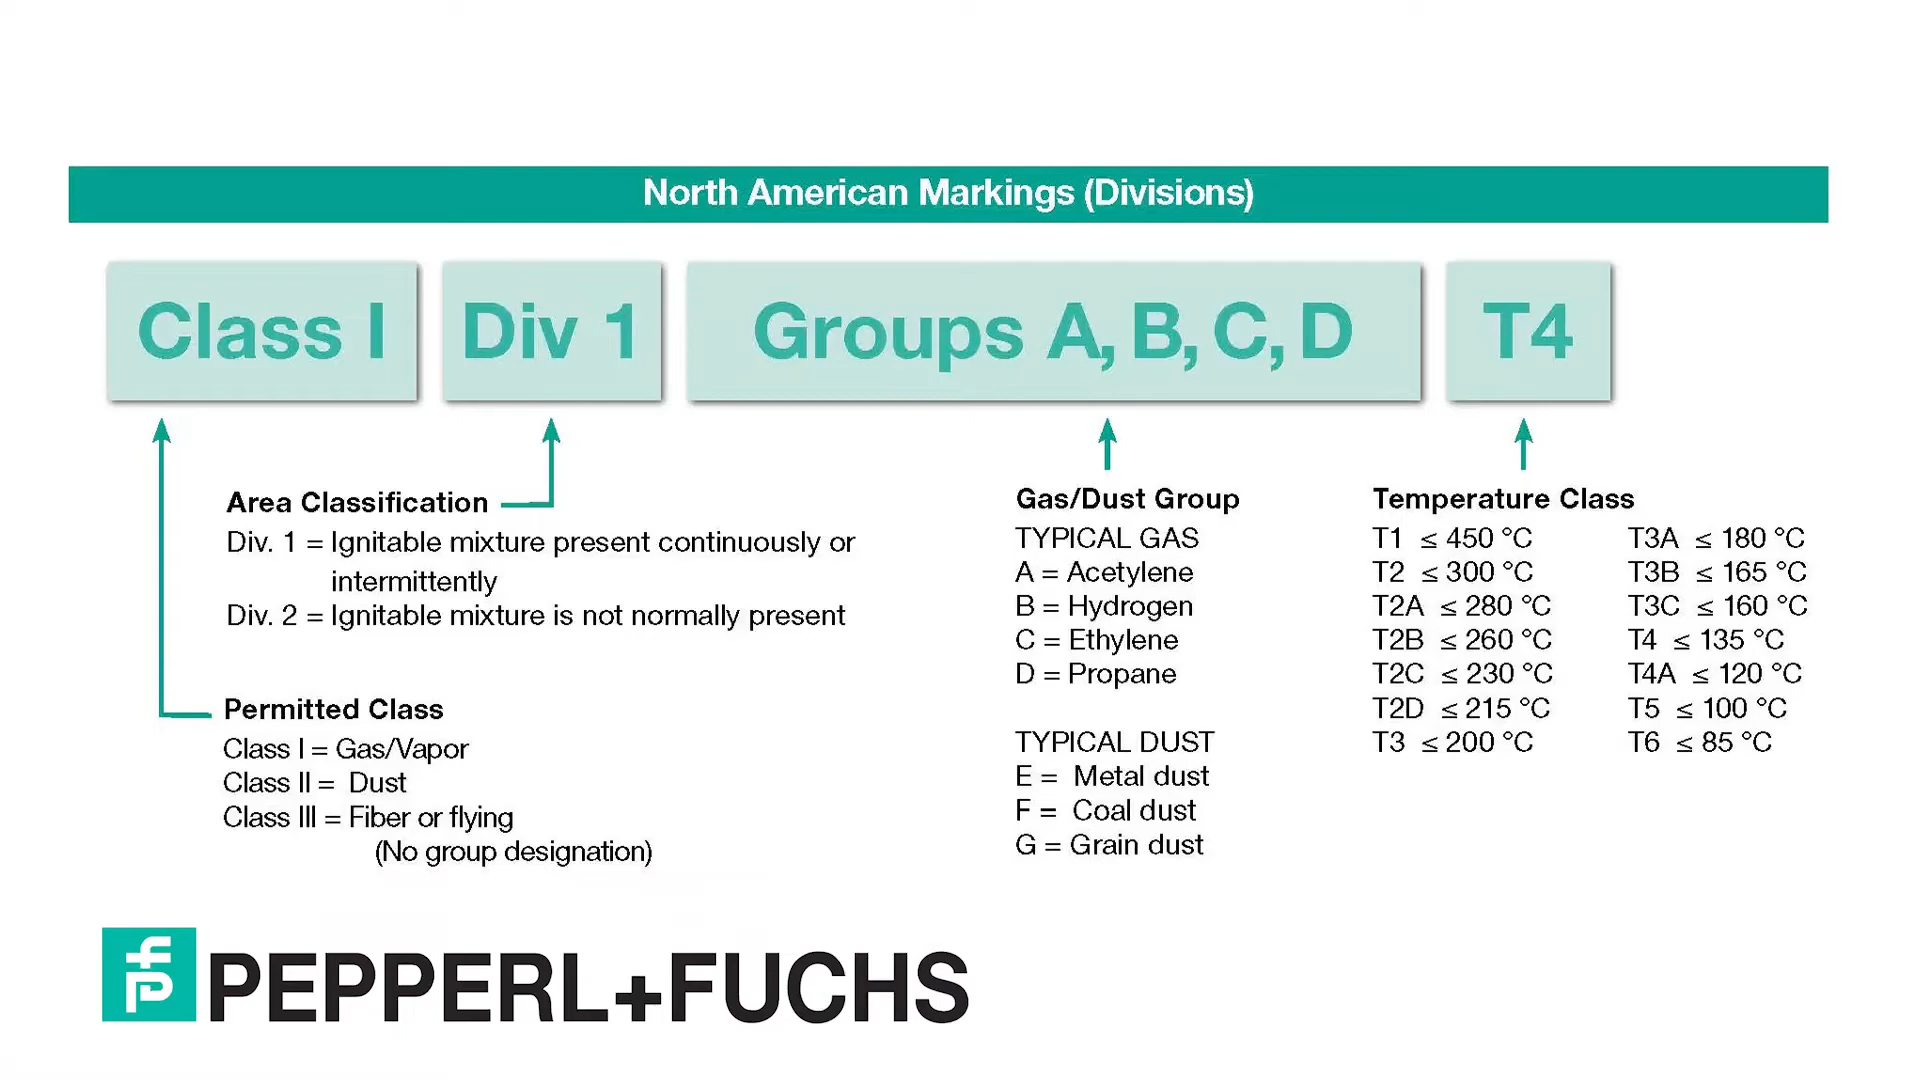 North American Markings (Divisions)
Class I
Div 1
Groups A, B, C, D
T4
Area Classification
Div. 1 = Ignitable mixture present continuously or
intermittently
Div. 2 = Ignitable mixture is not normally present
Permitted Class
Class I = Gas/Vapor
Class II = Dust
Class III = Fiber or flying
(No group designation)
Gas/Dust Group
TYPICAL GAS
A = Acetylene
B = Hydrogen
C = Ethylene
D = Propane
TYPICAL DUST
E = Metal dust
F = Coal dust
G = Grain dust
Temperature Class
T1 ≤ 450 °C
T2 ≤ 300 °C
T2A ≤ 280 °C
T2B ≤ 260 °C
T2C ≤ 230 °C
T2D ≤ 215 °C
T3 ≤ 200 °C
T3A ≤ 180 °C
T3B ≤ 165 °C
T3C ≤ 160 °C
T4 ≤ 135 °C
T4A ≤ 120 °C
T5 ≤ 100 °C
T6 ≤ 85 °C
PEPPERL+FUCHS